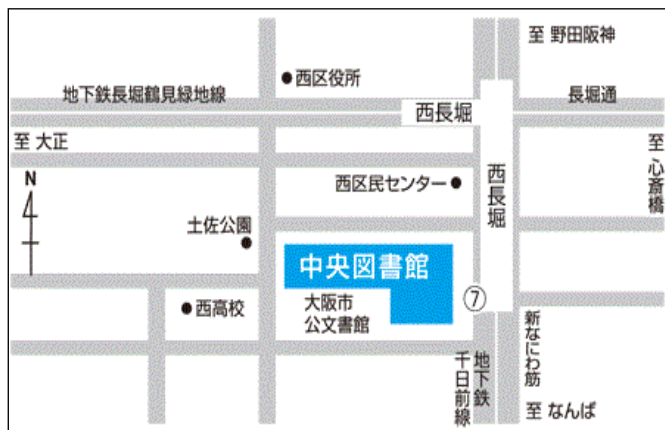 至 野田阪神
西区役所
地下鉄長堀鶴見緑地線
西長堀
長堀通
至 大正
至 心斎橋
N
西区民センター
西長堀
土佐公園
中央図書館
大阪市
公文書館
⑦
西高校
新なにわ筋
地下鉄
千日前線
至 なんば